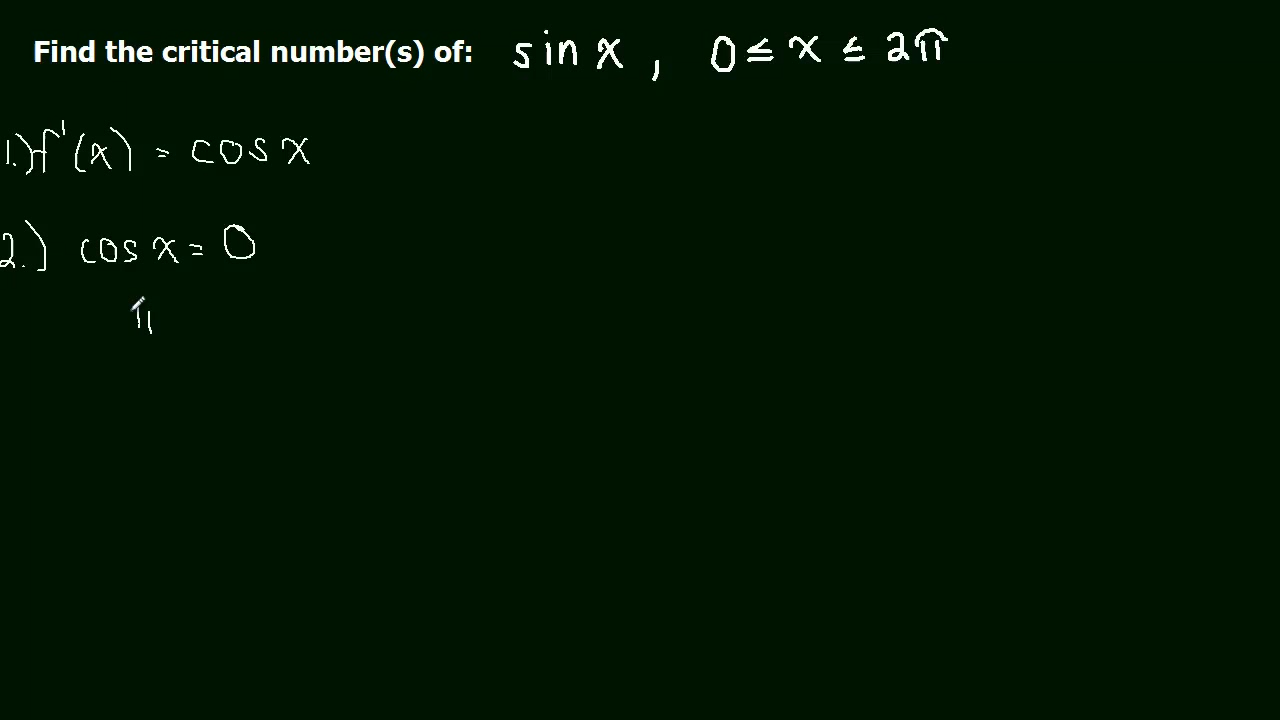 Find the critical number(s) of: sin x , 0 ≤ x ≤ 2π
1.) f'(x) = cos x
2.) cos x = 0
π